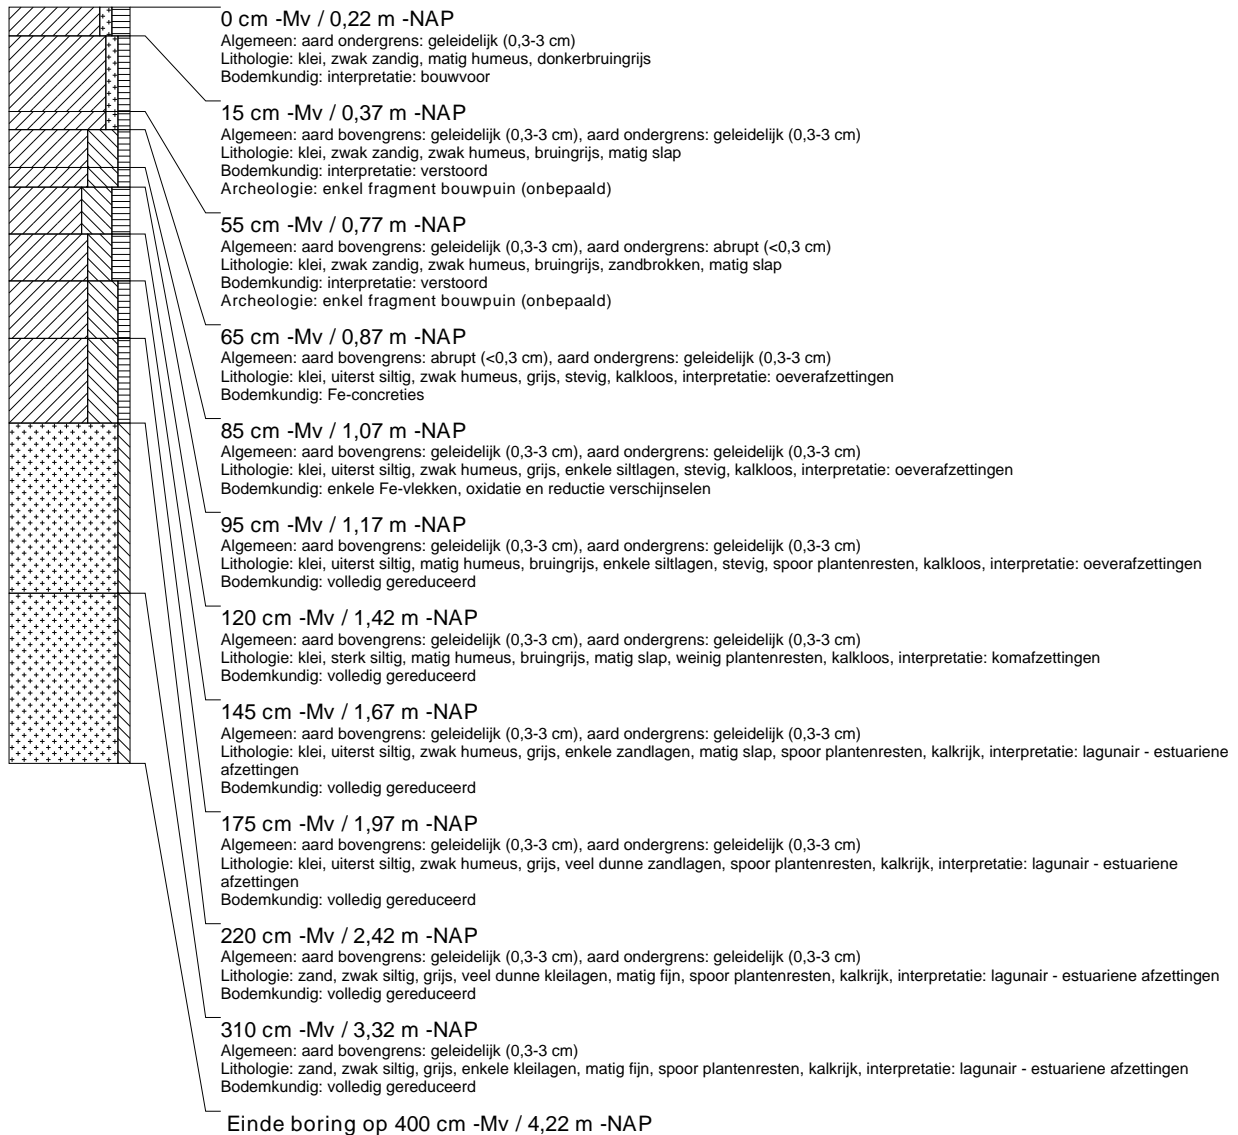 0 cm -Mv / 0,22 m -NAP
Algemeen: aard ondergrens: geleidelijk (0,3-3 cm)
Lithologie: klei, zwak zandig, matig humeus, donkerbruingrijs
Bodemkundig: interpretatie: bouwvoor
15 cm -Mv / 0,37 m -NAP
Algemeen: aard bovengrens: geleidelijk (0,3-3 cm), aard ondergrens: geleidelijk (0,3-3 cm)
Lithologie: klei, zwak zandig, zwak humeus, bruingrijs, matig slap
Bodemkundig: interpretatie: verstoord
Archeologie: enkel fragment bouwpuin (onbepaald)
55 cm -Mv / 0,77 m -NAP
Algemeen: aard bovengrens: geleidelijk (0,3-3 cm), aard ondergrens: abrupt (<0,3 cm)
Lithologie: klei, zwak zandig, zwak humeus, bruingrijs, zandbrokken, matig slap
Bodemkundig: interpretatie: verstoord
Archeologie: enkel fragment bouwpuin (onbepaald)
65 cm -Mv / 0,87 m -NAP
Algemeen: aard bovengrens: abrupt (<0,3 cm), aard ondergrens: geleidelijk (0,3-3 cm)
Lithologie: klei, uiterst siltig, zwak humeus, grijs, stevig, kalkloos, interpretatie: oeverafzettingen
Bodemkundig: Fe-concreties
85 cm -Mv / 1,07 m -NAP
Algemeen: aard bovengrens: geleidelijk (0,3-3 cm), aard ondergrens: geleidelijk (0,3-3 cm)
Lithologie: klei, uiterst siltig, zwak humeus, grijs, enkele siltlagen, stevig, kalkloos, interpretatie: oeverafzettingen
Bodemkundig: enkele Fe-vlekken, oxidatie en reductie verschijnselen
95 cm -Mv / 1,17 m -NAP
Algemeen: aard bovengrens: geleidelijk (0,3-3 cm), aard ondergrens: geleidelijk (0,3-3 cm)
Lithologie: klei, uiterst siltig, matig humeus, bruingrijs, enkele siltlagen, stevig, spoor plantenresten, kalkloos, interpretatie: oeverafzettingen
Bodemkundig: volledig gereduceerd
120 cm -Mv / 1,42 m -NAP
Algemeen: aard bovengrens: geleidelijk (0,3-3 cm), aard ondergrens: geleidelijk (0,3-3 cm)
Lithologie: klei, sterk siltig, matig humeus, bruingrijs, matig slap, weinig plantenresten, kalkloos, interpretatie: komafzettingen
Bodemkundig: volledig gereduceerd
145 cm -Mv / 1,67 m -NAP
Algemeen: aard bovengrens: geleidelijk (0,3-3 cm), aard ondergrens: geleidelijk (0,3-3 cm)
Lithologie: klei, uiterst siltig, zwak humeus, grijs, enkele zandlagen, matig slap, spoor plantenresten, kalkrijk, interpretatie: lagunair - estuariene
afzettingen
Bodemkundig: volledig gereduceerd
175 cm -Mv / 1,97 m -NAP
Algemeen: aard bovengrens: geleidelijk (0,3-3 cm), aard ondergrens: geleidelijk (0,3-3 cm)
Lithologie: klei, uiterst siltig, zwak humeus, grijs, veel dunne zandlagen, spoor plantenresten, kalkrijk, interpretatie: lagunair - estuariene
afzettingen
Bodemkundig: volledig gereduceerd
220 cm -Mv / 2,42 m -NAP
Algemeen: aard bovengrens: geleidelijk (0,3-3 cm), aard ondergrens: geleidelijk (0,3-3 cm)
Lithologie: zand, zwak siltig, grijs, veel dunne kleilagen, matig fijn, spoor plantenresten, kalkrijk, interpretatie: lagunair - estuariene afzettingen
Bodemkundig: volledig gereduceerd
310 cm -Mv / 3,32 m -NAP
Algemeen: aard bovengrens: geleidelijk (0,3-3 cm)
Lithologie: zand, zwak siltig, grijs, enkele kleilagen, matig fijn, spoor plantenresten, kalkrijk, interpretatie: lagunair - estuariene afzettingen
Bodemkundig: volledig gereduceerd
Einde boring op 400 cm -Mv / 4,22 m -NAP